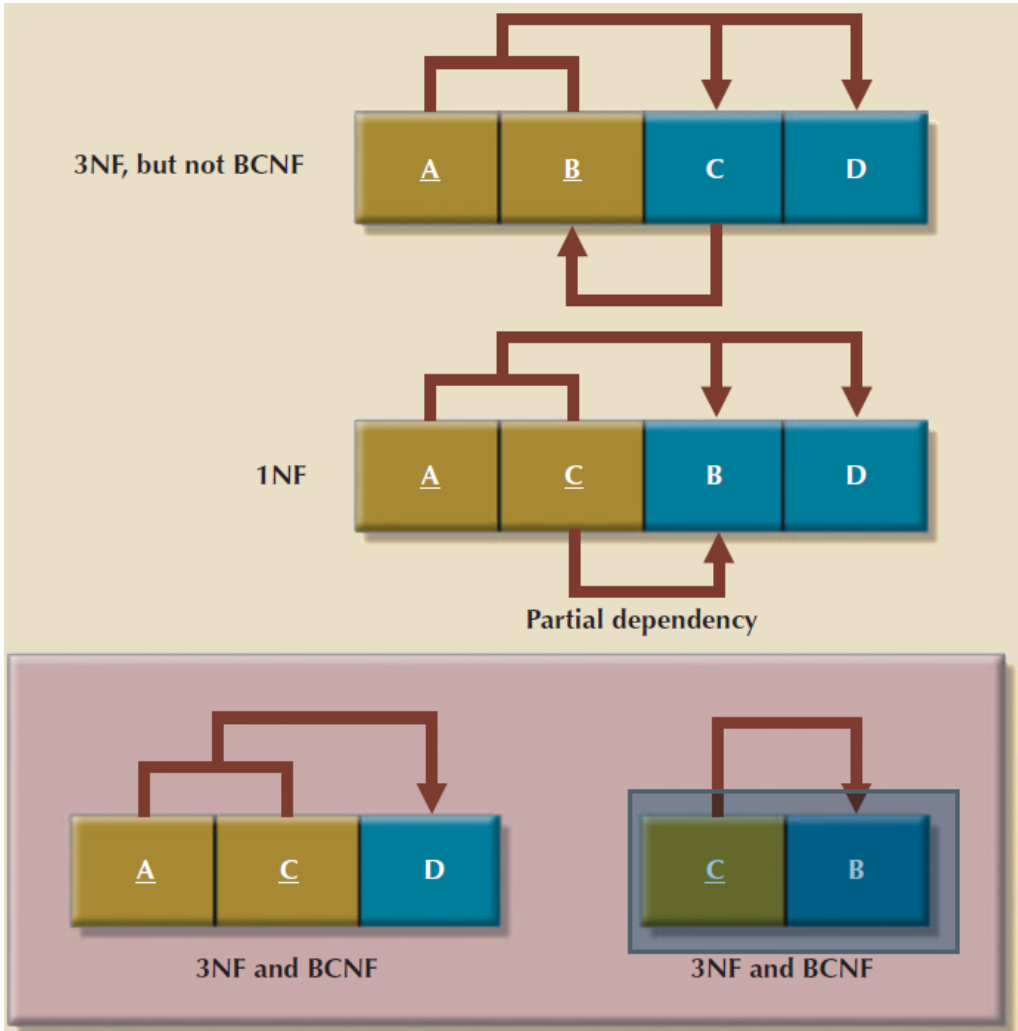 3NF, but not BCNF
A B C D
1NF
A C B D
Partial dependency
A C D
C B
3NF and BCNF
3NF and BCNF